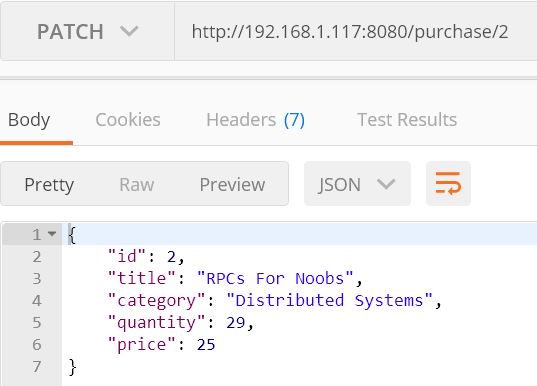 PATCH http://192.168.1.117:8080/purchase/2
Body Cookies Headers (7) Test Results
Pretty Raw Preview JSON
1 {
2 "id": 2,
3 "title": "RPCs For Noobs",
4 "category": "Distributed Systems",
5 "quantity": 29,
6 "price": 25
7 }